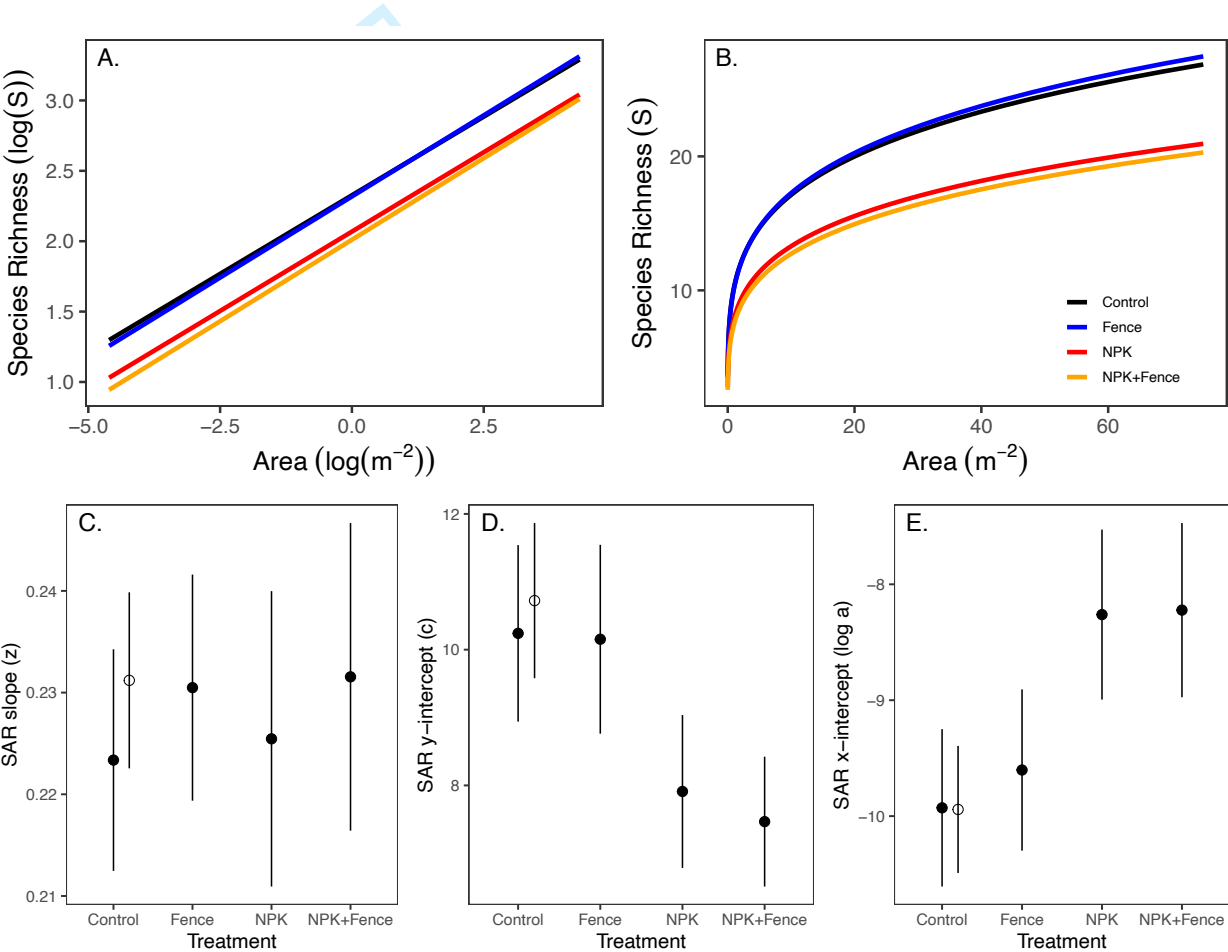 A.
Species Richness (log(S))
3.0
2.5
2.0
1.5
1.0
−5.0 −2.5 0.0 2.5
Area (log(m⁻²))
B.
Species Richness (S)
20
10
Control
Fence
NPK
NPK+Fence
0 20 40 60
Area (m⁻²)
C.
SAR slope (z)
0.24
0.23
0.22
0.21
Control Fence NPK NPK+Fence
Treatment
D.
SAR y−intercept (c)
12
10
8
Control Fence NPK NPK+Fence
Treatment
E.
SAR x−intercept (log a)
−8
−9
−10
Control Fence NPK NPK+Fence
Treatment